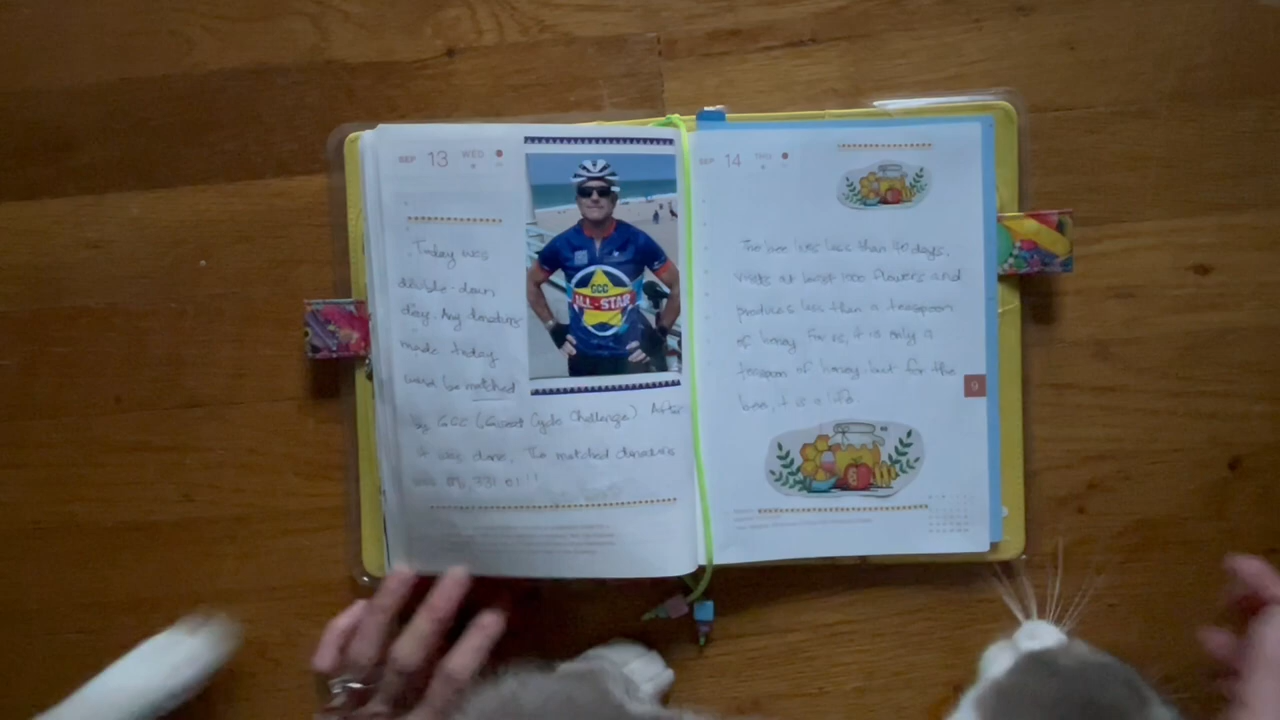 SEP 13 WED
Today was
double-down
day. Any donations
made today
would be matched
by GCC (Great Cycle Challenge) After
it was done, The matched donations
was
GCC
ALL-STAR
SEP 14 THU
The bee lives less than 40 days,
visits at least 1000 flowers and
produces less than a teaspoon
of honey. For us, it is only a
teaspoon of honey, but for the
bee, it is a life.
9